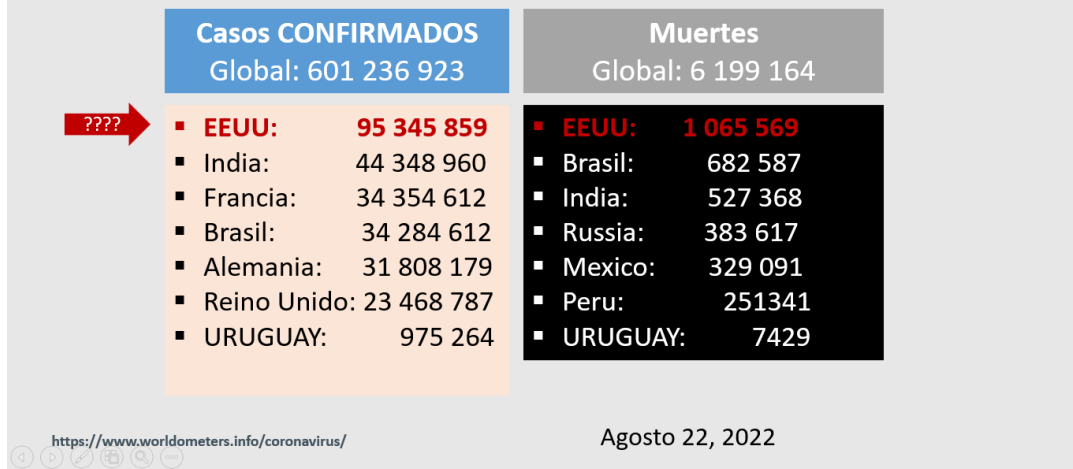 Casos CONFIRMADOS
Global: 601 236 923
Muertes
Global: 6 199 164
????
▪ EEUU: 95 345 859
▪ India: 44 348 960
▪ Francia: 34 354 612
▪ Brasil: 34 284 612
▪ Alemania: 31 808 179
▪ Reino Unido: 23 468 787
▪ URUGUAY: 975 264
▪ EEUU: 1 065 569
▪ Brasil: 682 587
▪ India: 527 368
▪ Russia: 383 617
▪ Mexico: 329 091
▪ Peru: 251341
▪ URUGUAY: 7429
https://www.worldometers.info/coronavirus/
Agosto 22, 2022